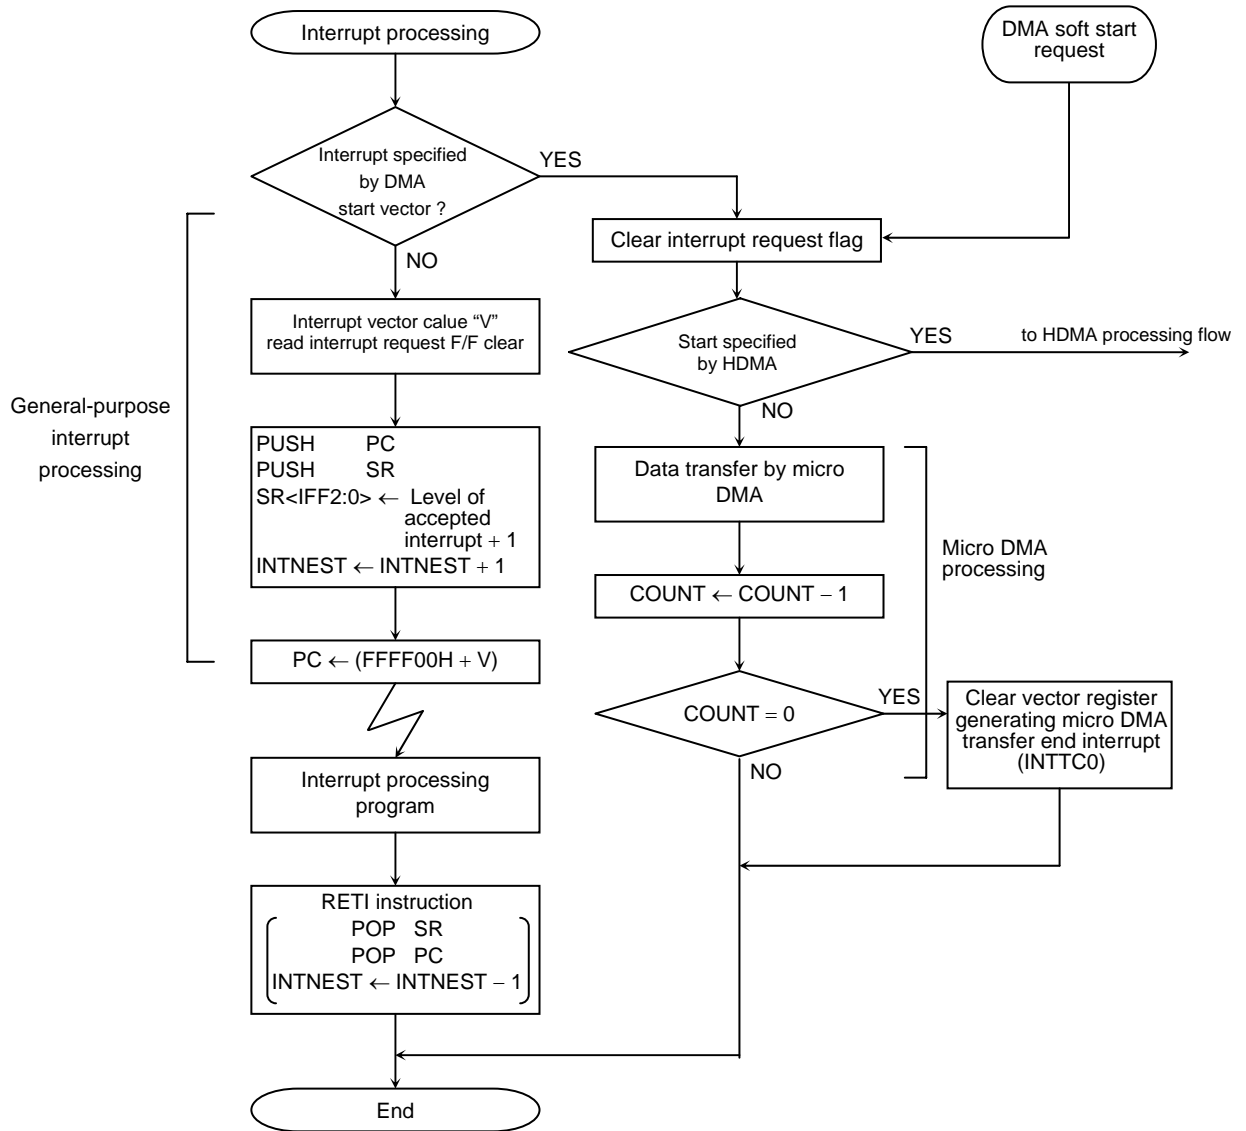 Interrupt processing
DMA soft start
request
Interrupt specified
by DMA
start vector ?
YES
NO
Clear interrupt request flag
Interrupt vector calue “V”
read interrupt request F/F clear
Start specified
by HDMA
YES
to HDMA processing flow
NO
General-purpose
interrupt
processing
PUSH PC
PUSH SR
SR<IFF2:0> ← Level of
accepted
interrupt + 1
INTNEST ← INTNEST + 1
Data transfer by micro
DMA
Micro DMA
processing
COUNT ← COUNT − 1
PC ← (FFFF00H + V)
COUNT = 0
YES
NO
Clear vector register
generating micro DMA
transfer end interrupt
(INTTC0)
Interrupt processing
program
RETI instruction
POP SR
POP PC
INTNEST ← INTNEST − 1
End